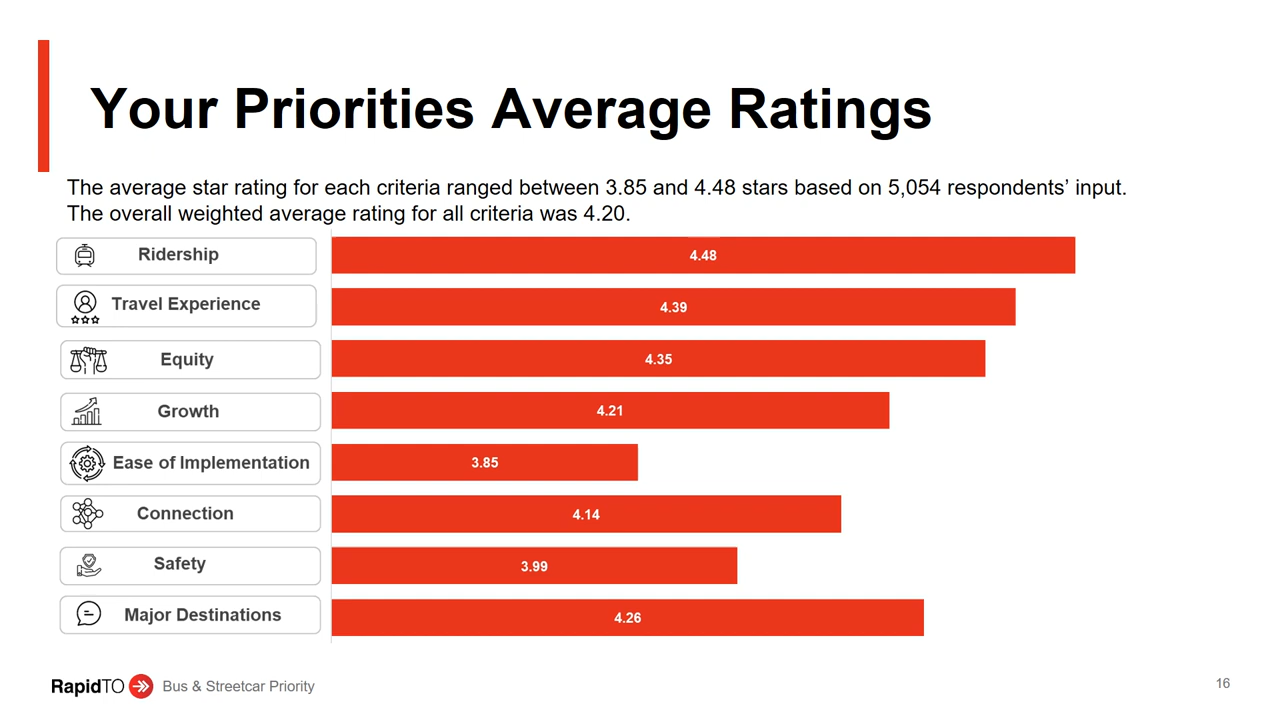 Your Priorities Average Ratings
The average star rating for each criteria ranged between 3.85 and 4.48 stars based on 5,054 respondents’ input.
The overall weighted average rating for all criteria was 4.20.
Ridership 4.48
Travel Experience 4.39
Equity 4.35
Growth 4.21
Ease of Implementation 3.85
Connection 4.14
Safety 3.99
Major Destinations 4.26
RapidTO Bus & Streetcar Priority 16